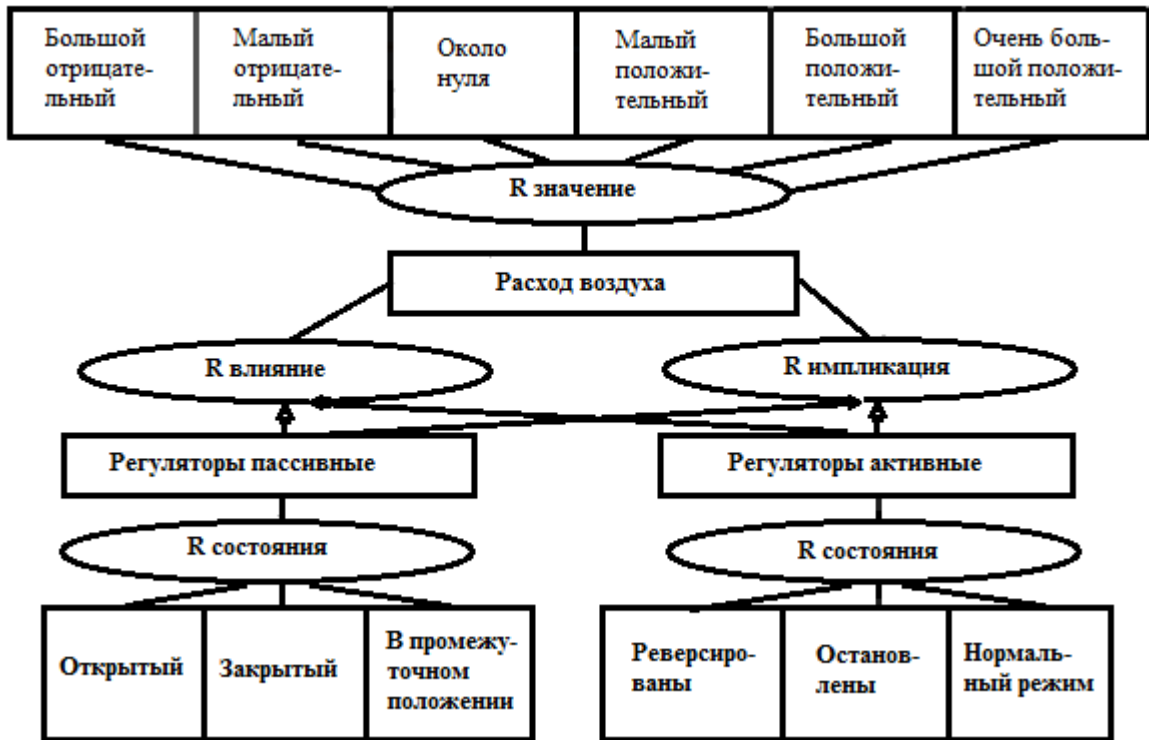 Большой
отрицате-
льный
Малый
отрицате-
льный
Около
нуля
Малый
положи-
тельный
Большой
положи-
тельный
Очень боль-
шой положи-
тельный
R значение
Расход воздуха
R влияние
R импликация
Регуляторы пассивные
Регуляторы активные
R состояния
R состояния
Открытый
Закрытый
В промежу-
точном
положении
Реверсиро-
ваны
Останов-
лены
Нормаль-
ный режим